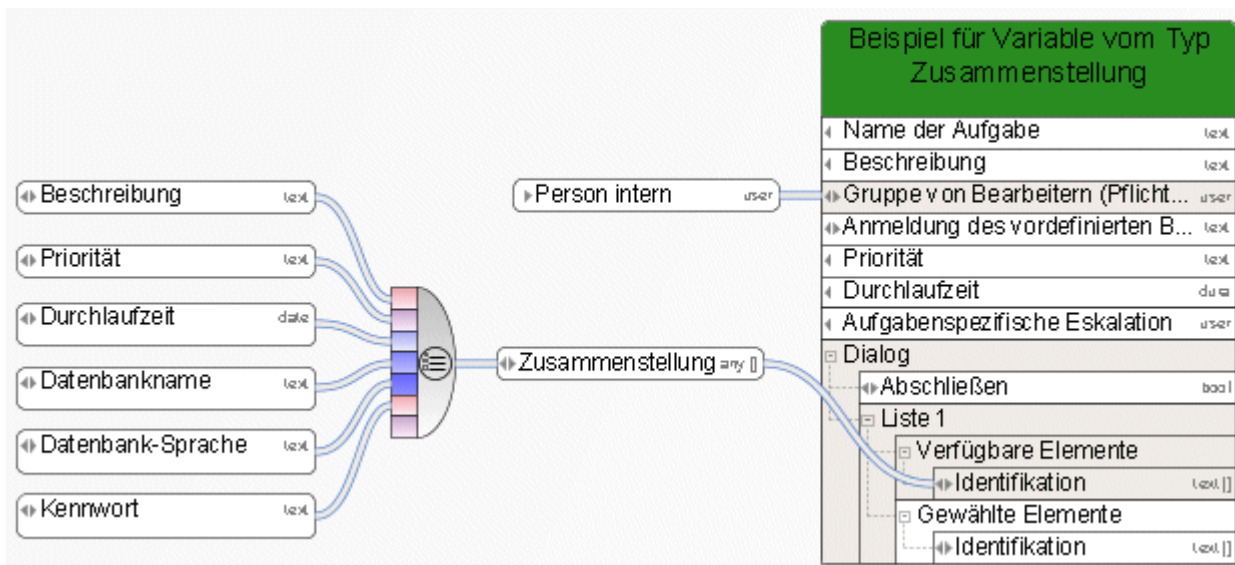 Beschreibung text
Priorität text
Durchlaufzeit date
Datenbankname text
Datenbank-Sprache text
Kennwort text
Person intern user
Zusammenstellung any []
Beispiel für Variable vom Typ
Zusammenstellung
Name der Aufgabe text
Beschreibung text
Gruppe von Bearbeitern (Pflicht... user
Anmeldung des vordefinierten B... text
Priorität text
Durchlaufzeit dura
Aufgabenspezifische Eskalation user
Dialog
Abschließen bool
Liste 1
Verfügbare Elemente
Identifikation text []
Gewählte Elemente
Identifikation text []